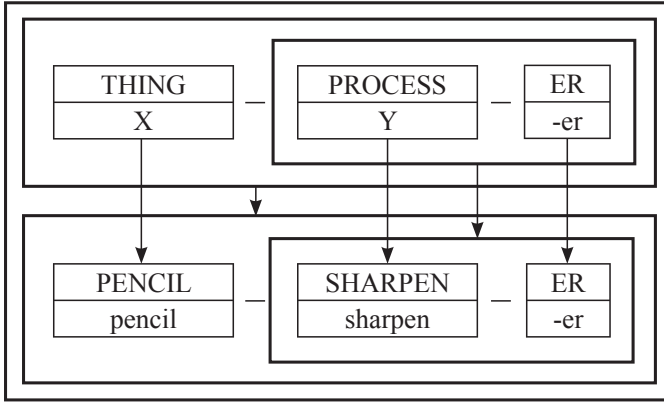 THING PROCESS ER
X Y -er
PENCIL SHARPEN ER
pencil sharpen -er